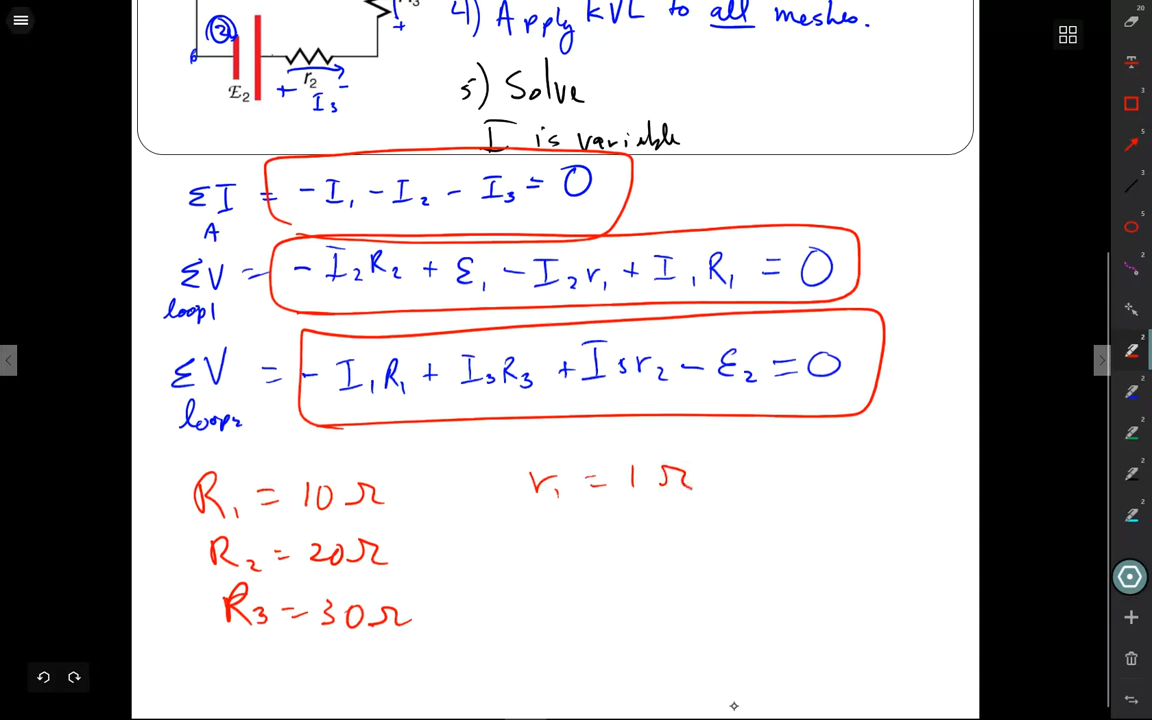 4) Apply KVL to all meshes.
②
+
r₂
ℰ₂
+ -
I₃
5) Solve
I is variable
ΣI = -I₁ -I₂ - I₃ = 0
A
ΣV = -I₂R₂ + ℰ₁ -I₂r₁ + I₁R₁ = 0
loop1
ΣV = - I₁R₁ + I₃R₃ + I₃r₂ - ℰ₂ = 0
loop2
R₁ = 10Ω
r₁ = 1Ω
R₂ = 20Ω
R₃ = 30Ω